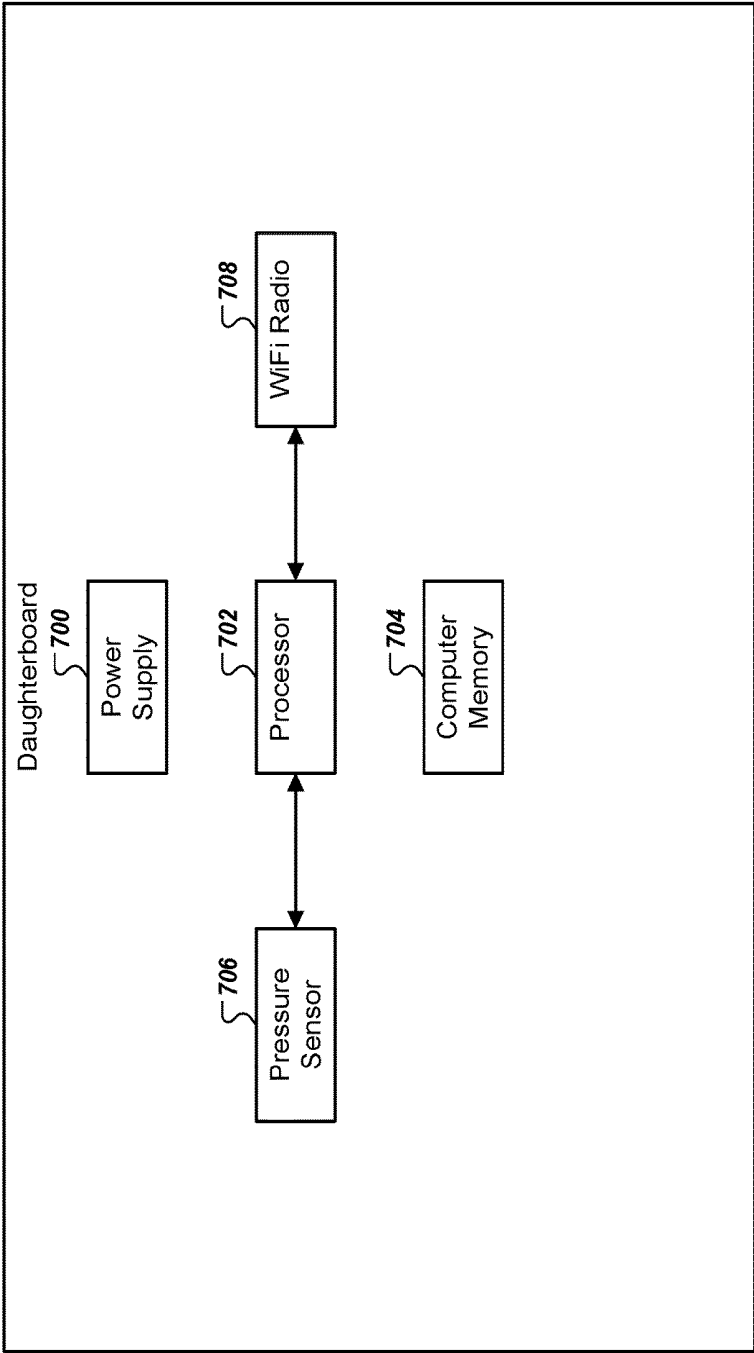 Daughterboard
700
Power
Supply
706
Pressure
Sensor
702
Processor
708
WiFi Radio
704
Computer
Memory